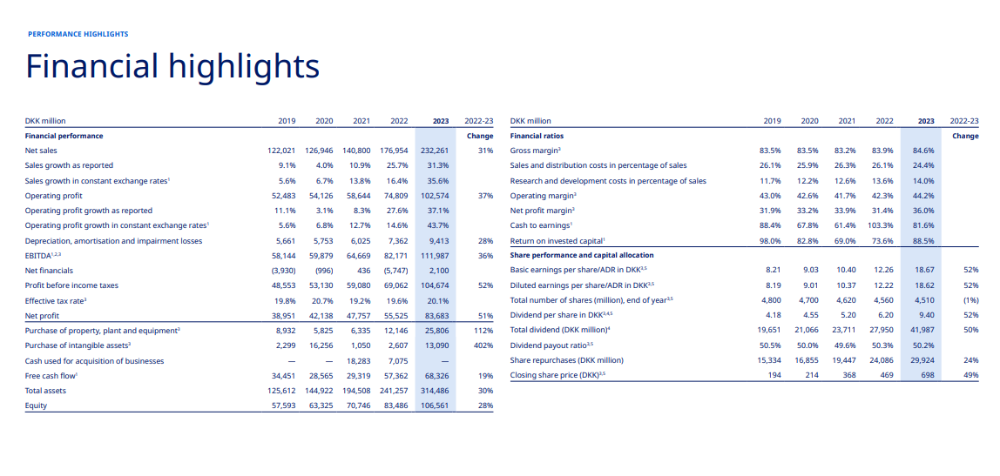 PERFORMANCE HIGHLIGHTS
Financial highlights
DKK million 2019 2020 2021 2022 2023 2022-23
Financial performance Change
Net sales 122,021 126,946 140,800 176,954 232,261 31%
Sales growth as reported 9.1% 4.0% 10.9% 25.7% 31.3%
Sales growth in constant exchange rates¹ 5.6% 6.7% 13.8% 16.4% 35.6%
Operating profit 52,483 54,126 58,644 74,809 102,574 37%
Operating profit growth as reported 11.1% 3.1% 8.3% 27.6% 37.1%
Operating profit growth in constant exchange rates¹ 5.6% 6.8% 12.7% 14.6% 43.7%
Depreciation, amortisation and impairment losses 5,661 5,753 6,025 7,362 9,413 28%
EBITDA¹,²,³ 58,144 59,879 64,669 82,171 111,987 36%
Net financials (3,930) (996) 436 (5,747) 2,100
Profit before income taxes 48,553 53,130 59,080 69,062 104,674 52%
Effective tax rate³ 19.8% 20.7% 19.2% 19.6% 20.1%
Net profit 38,951 42,138 47,757 55,525 83,683 51%
Purchase of property, plant and equipment³ 8,932 5,825 6,335 12,146 25,806 112%
Purchase of intangible assets³ 2,299 16,256 1,050 2,607 13,090 402%
Cash used for acquisition of businesses — — 18,283 7,075 —
Free cash flow¹ 34,451 28,565 29,319 57,362 68,326 19%
Total assets 125,612 144,922 194,508 241,257 314,486 30%
Equity 57,593 63,325 70,746 83,486 106,561 28%
DKK million 2019 2020 2021 2022 2023 2022-23
Financial ratios Change
Gross margin³ 83.5% 83.5% 83.2% 83.9% 84.6%
Sales and distribution costs in percentage of sales 26.1% 25.9% 26.3% 26.1% 24.4%
Research and development costs in percentage of sales 11.7% 12.2% 12.6% 13.6% 14.0%
Operating margin³ 43.0% 42.6% 41.7% 42.3% 44.2%
Net profit margin³ 31.9% 33.2% 33.9% 31.4% 36.0%
Cash to earnings¹ 88.4% 67.8% 61.4% 103.3% 81.6%
Return on invested capital¹ 98.0% 82.8% 69.0% 73.6% 88.5%
Share performance and capital allocation
Basic earnings per share/ADR in DKK³,⁵ 8.21 9.03 10.40 12.26 18.67 52%
Diluted earnings per share/ADR in DKK³,⁵ 8.19 9.01 10.37 12.22 18.62 52%
Total number of shares (million), end of year³,⁵ 4,800 4,700 4,620 4,560 4,510 (1%)
Dividend per share in DKK³,⁴,⁵ 4.18 4.55 5.20 6.20 9.40 52%
Total dividend (DKK million)⁴ 19,651 21,066 23,711 27,950 41,987 50%
Dividend payout ratio³,⁵ 50.5% 50.0% 49.6% 50.3% 50.2%
Share repurchases (DKK million) 15,334 16,855 19,447 24,086 29,924 24%
Closing share price (DKK)³,⁵ 194 214 368 469 698 49%